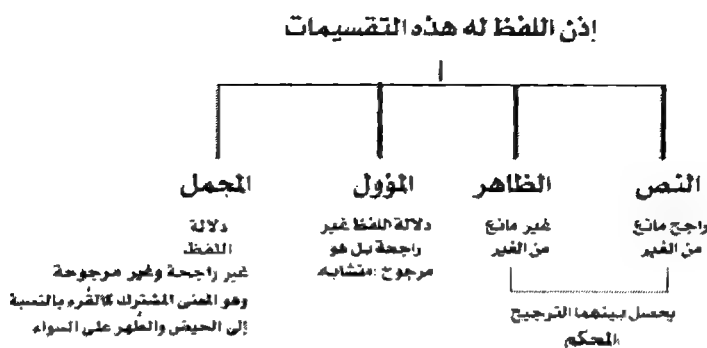 إذن اللفظ له هذه التقسيمات
النص
الظاهر
المؤول
المجمل
راجح مانع
من الغير
غير مانع
من الغير
دلالة اللفظ غير
راجحة بل هو
مرجوح : متشابه.
دلالة
اللفظ
غير راجحة وغير مرجوحة
وهو المعنى المشترك كالقُرء بالنسبة
إلى الحيض والطُهر على السواء
يحصل بينهما الترجيح
المحكم